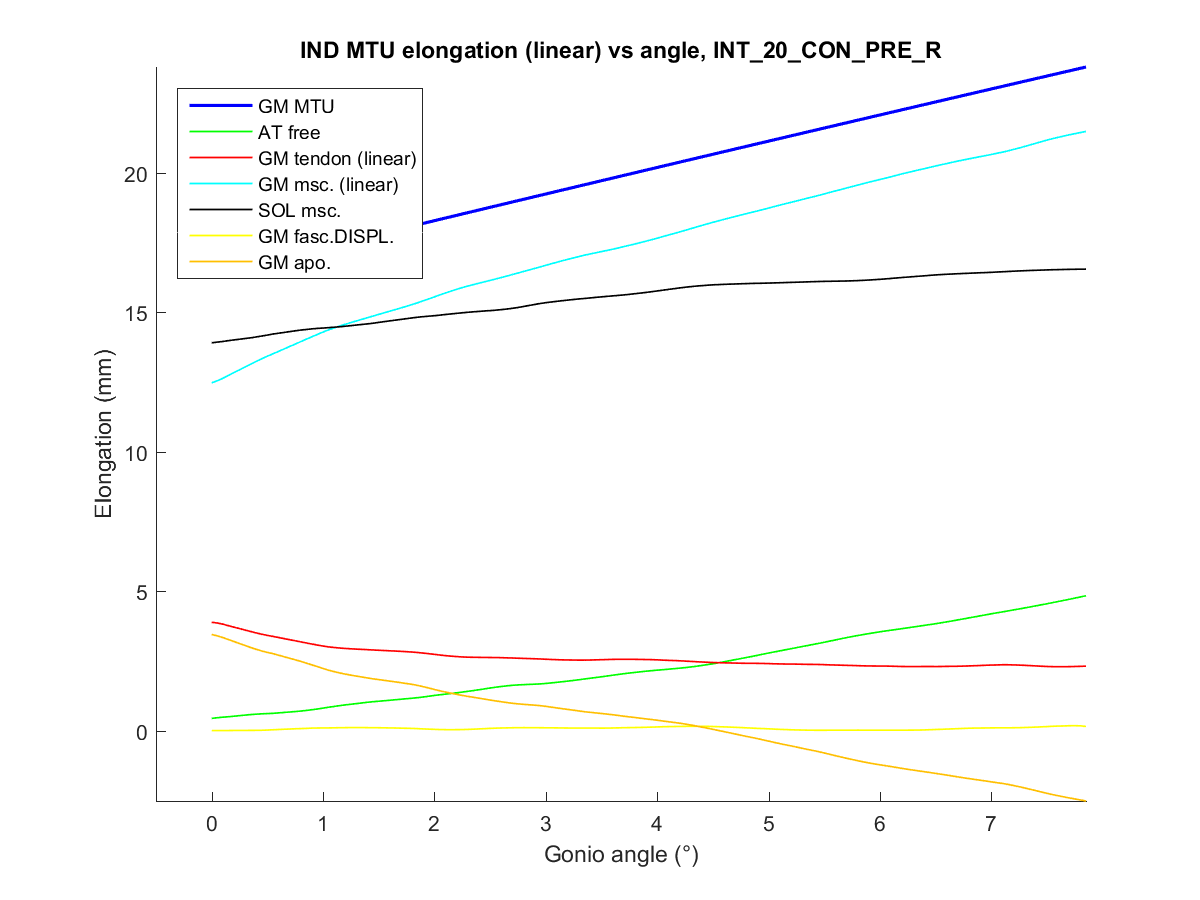 IND MTU elongation (linear) vs angle, INT_20_CON_PRE_R
GM MTU
AT free
GM tendon (linear)
GM msc. (linear)
SOL msc.
GM fasc.DISPL.
GM apo.
Elongation (mm)
20
15
10
5
0
0 1 2 3 4 5 6 7
Gonio angle (°)